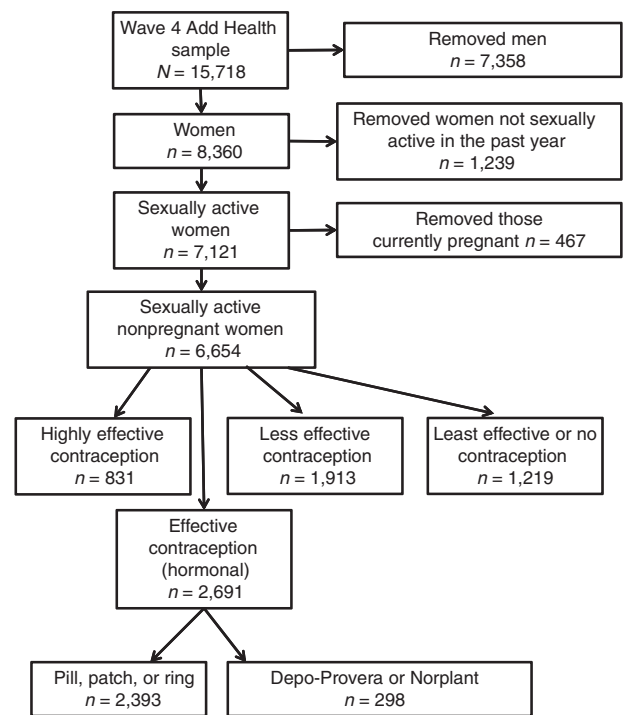 Wave 4 Add Health
sample
N = 15,718
Removed men
n = 7,358
Women
n = 8,360
Removed women not sexually
active in the past year
n = 1,239
Sexually active
women
n = 7,121
Removed those
currently pregnant n = 467
Sexually active
nonpregnant women
n = 6,654
Highly effective
contraception
n = 831
Less effective
contraception
n = 1,913
Least effective or no
contraception
n = 1,219
Effective
contraception
(hormonal)
n = 2,691
Pill, patch, or ring
n = 2,393
Depo-Provera or Norplant
n = 298